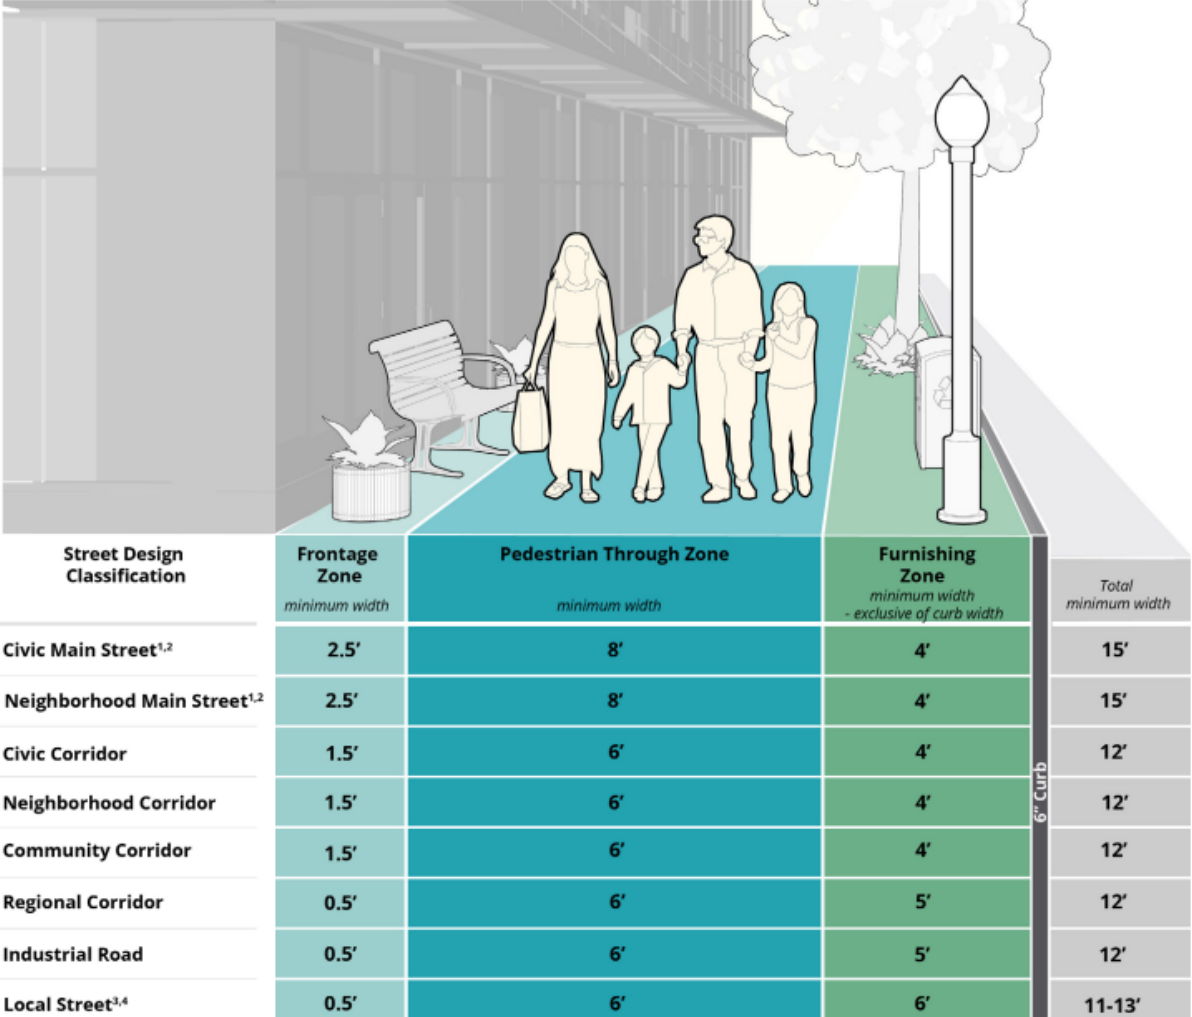 Street Design Classification
Frontage Zone
minimum width
Pedestrian Through Zone
minimum width
Furnishing Zone
minimum width
- exclusive of curb width
Total minimum width
Civic Main Street¹,² 2.5’ 8’ 4’ 15’
Neighborhood Main Street¹,² 2.5’ 8’ 4’ 15’
Civic Corridor 1.5’ 6’ 4’ 12’
Neighborhood Corridor 1.5’ 6’ 4’ 12’
Community Corridor 1.5’ 6’ 4’ 12’
Regional Corridor 0.5’ 6’ 5’ 12’
Industrial Road 0.5’ 6’ 5’ 12’
Local Street³,⁴ 0.5’ 6’ 6’ 11-13’
6” Curb